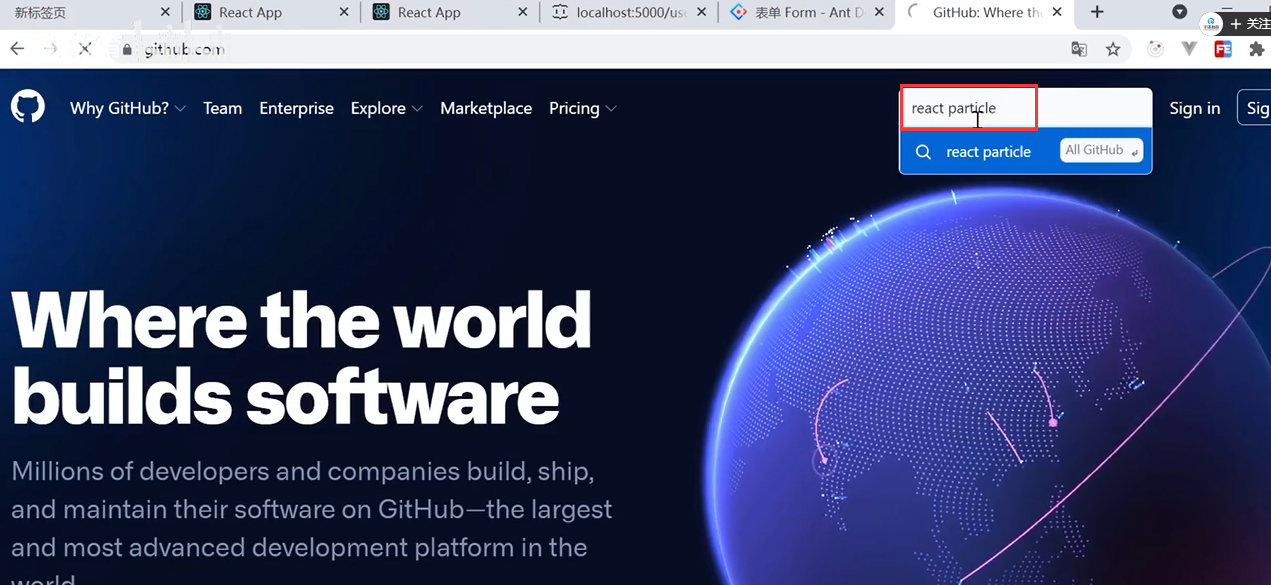 新标签页
React App
React App
localhost:5000/use
表单 Form - Ant D
GitHub: Where th
+ 关注
github.com
FE
Why GitHub?
Team
Enterprise
Explore
Marketplace
Pricing
react particle
Sign in
Sig
react particle
All GitHub
Where the world
builds software
Millions of developers and companies build, ship,
and maintain their software on GitHub—the largest
and most advanced development platform in the
world.